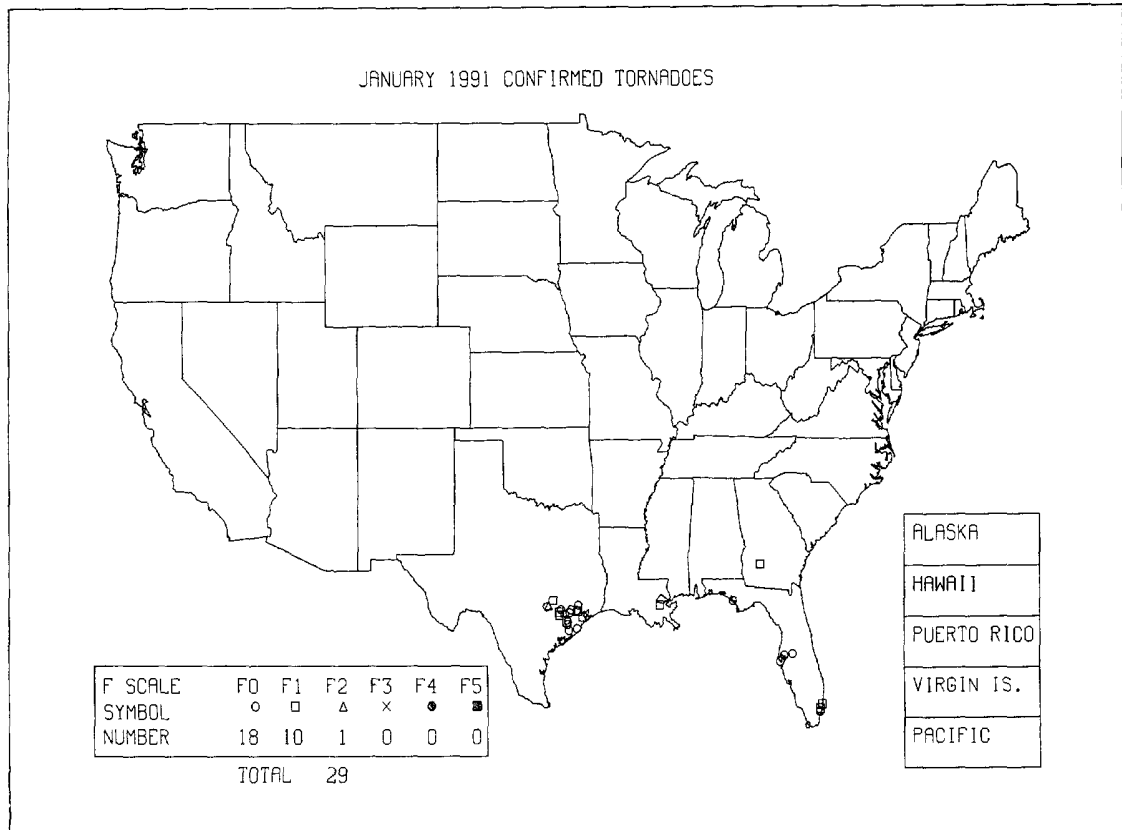 JANUARY 1991 CONFIRMED TORNADOES
ALASKA
HAWAII
PUERTO RICO
VIRGIN IS.
PACIFIC
F SCALE F0 F1 F2 F3 F4 F5
SYMBOL
NUMBER 18 10 1 0 0 0
TOTAL 29